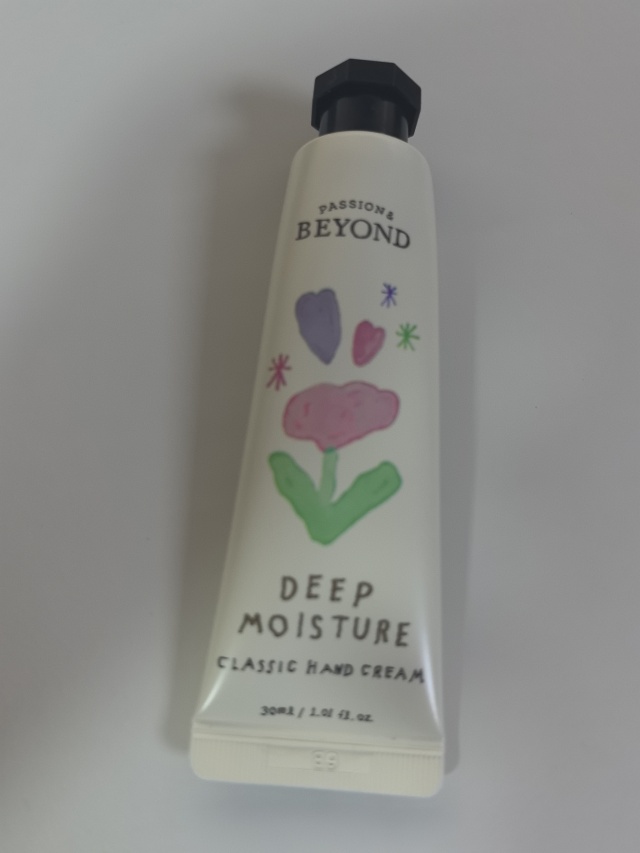 PASSION&
BEYOND
DEEP
MOISTURE
CLASSIC HAND CREAM
30ml / 1.01 fl.oz.